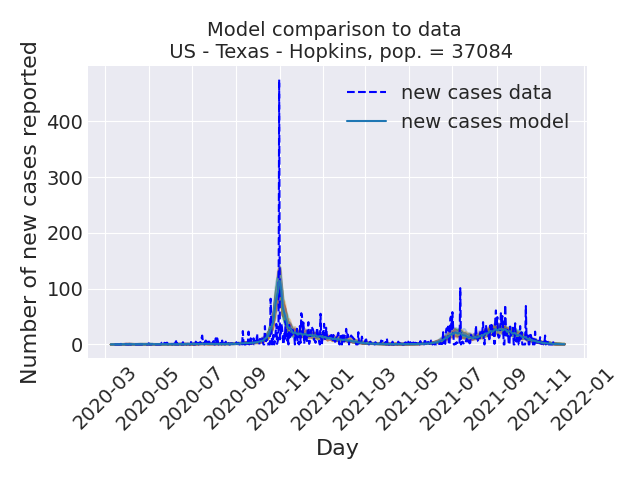 Model comparison to data
US - Texas - Hopkins, pop. = 37084
Number of new cases reported
new cases data
new cases model
400
300
200
100
0
2020-03
2020-05
2020-07
2020-09
2020-11
2021-01
2021-03
2021-05
2021-07
2021-09
2021-11
2022-01
Day